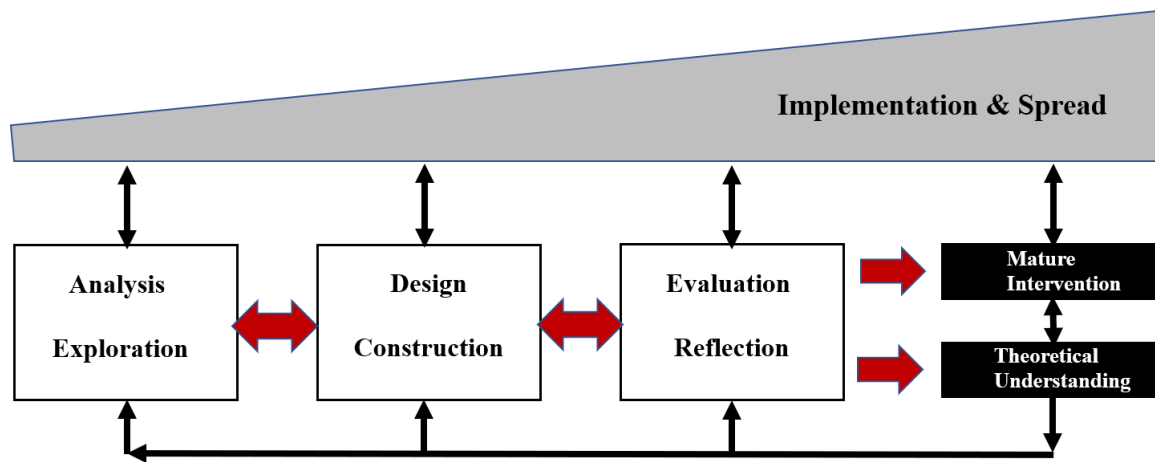 Implementation & Spread
Analysis
Exploration
Design
Construction
Evaluation
Reflection
Mature
Intervention
Theoretical
Understanding